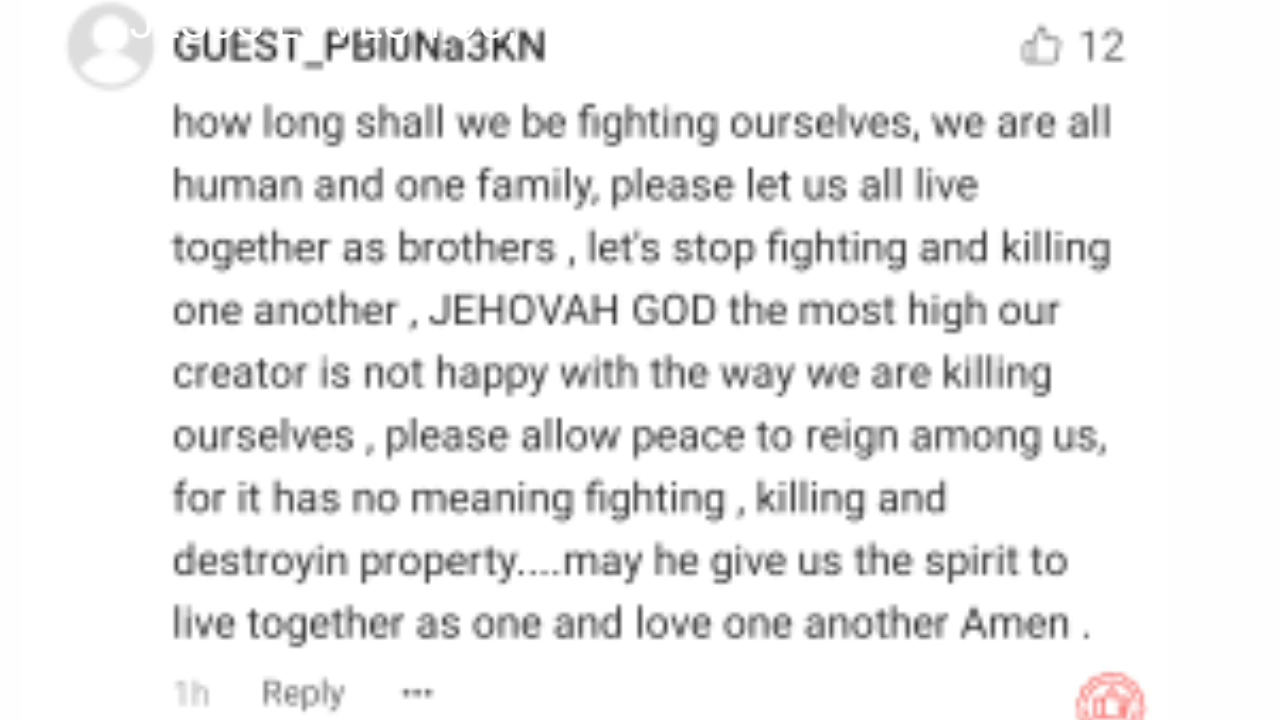 GUEST_PBI0Na3KN 12
how long shall we be fighting ourselves, we are all
human and one family, please let us all live
together as brothers , let's stop fighting and killing
one another , JEHOVAH GOD the most high our
creator is not happy with the way we are killing
ourselves , please allow peace to reign among us,
for it has no meaning fighting , killing and
destroyin property....may he give us the spirit to
live together as one and love one another Amen .
1h Reply ...